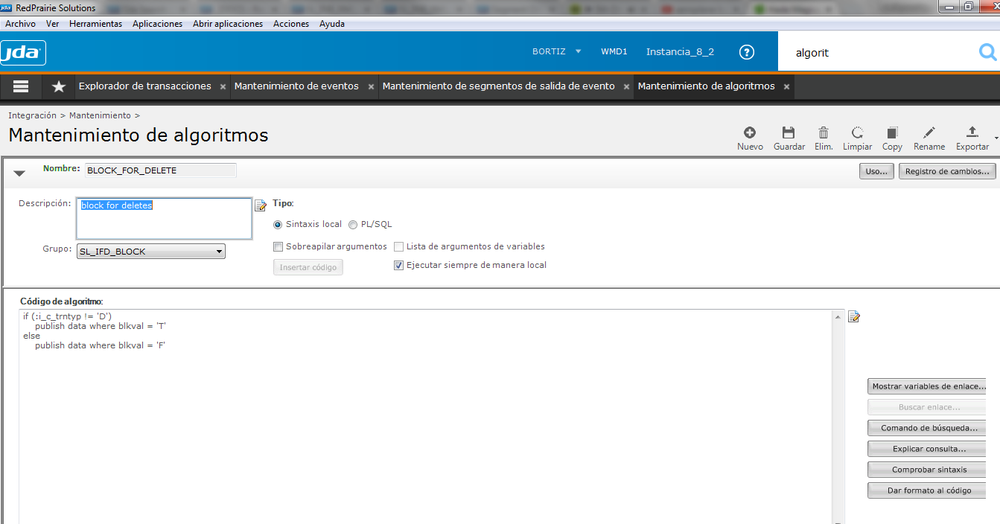 jda RedPrairie Solutions
Archivo Ver Herramientas Aplicaciones Abrir aplicaciones Acciones Ayuda
jda BORTIZ WMD1 Instancia_8_2 ? algorit
Explorador de transacciones × Mantenimiento de eventos × Mantenimiento de segmentos de salida de evento × Mantenimiento de algoritmos ×
Integración > Mantenimiento >
Mantenimiento de algoritmos
Nuevo Guardar Elim. Limpiar Copy Rename Exportar
Nombre: BLOCK_FOR_DELETE Uso... Registro de cambios...
Descripción: block for deletes Tipo:
Sintaxis local PL/SQL
Grupo: SL_IFD_BLOCK Sobreapilar argumentos Lista de argumentos de variables
Insertar código Ejecutar siempre de manera local
Código de algoritmo:
if (:i_c_trntyp != 'D')
publish data where blkval = 'T'
else
publish data where blkval = 'F'
Mostrar variables de enlace...
Buscar enlace...
Comando de búsqueda...
Explicar consulta...
Comprobar sintaxis
Dar formato al código